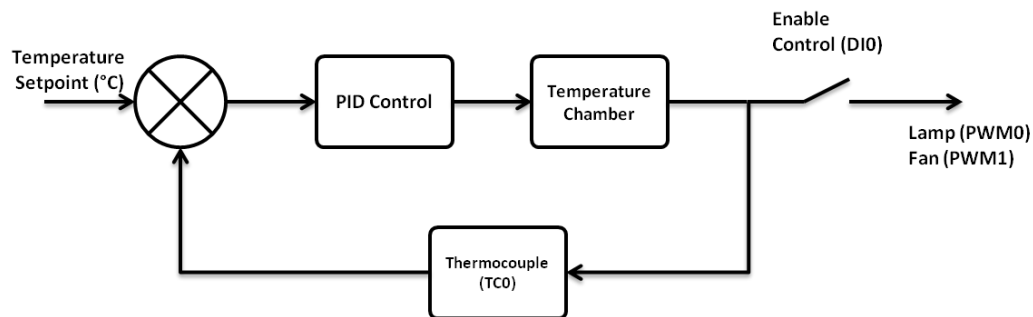 Temperature
Setpoint (°C)
PID Control
Temperature
Chamber
Enable
Control (DI0)
Lamp (PWM0)
Fan (PWM1)
Thermocouple
(TC0)